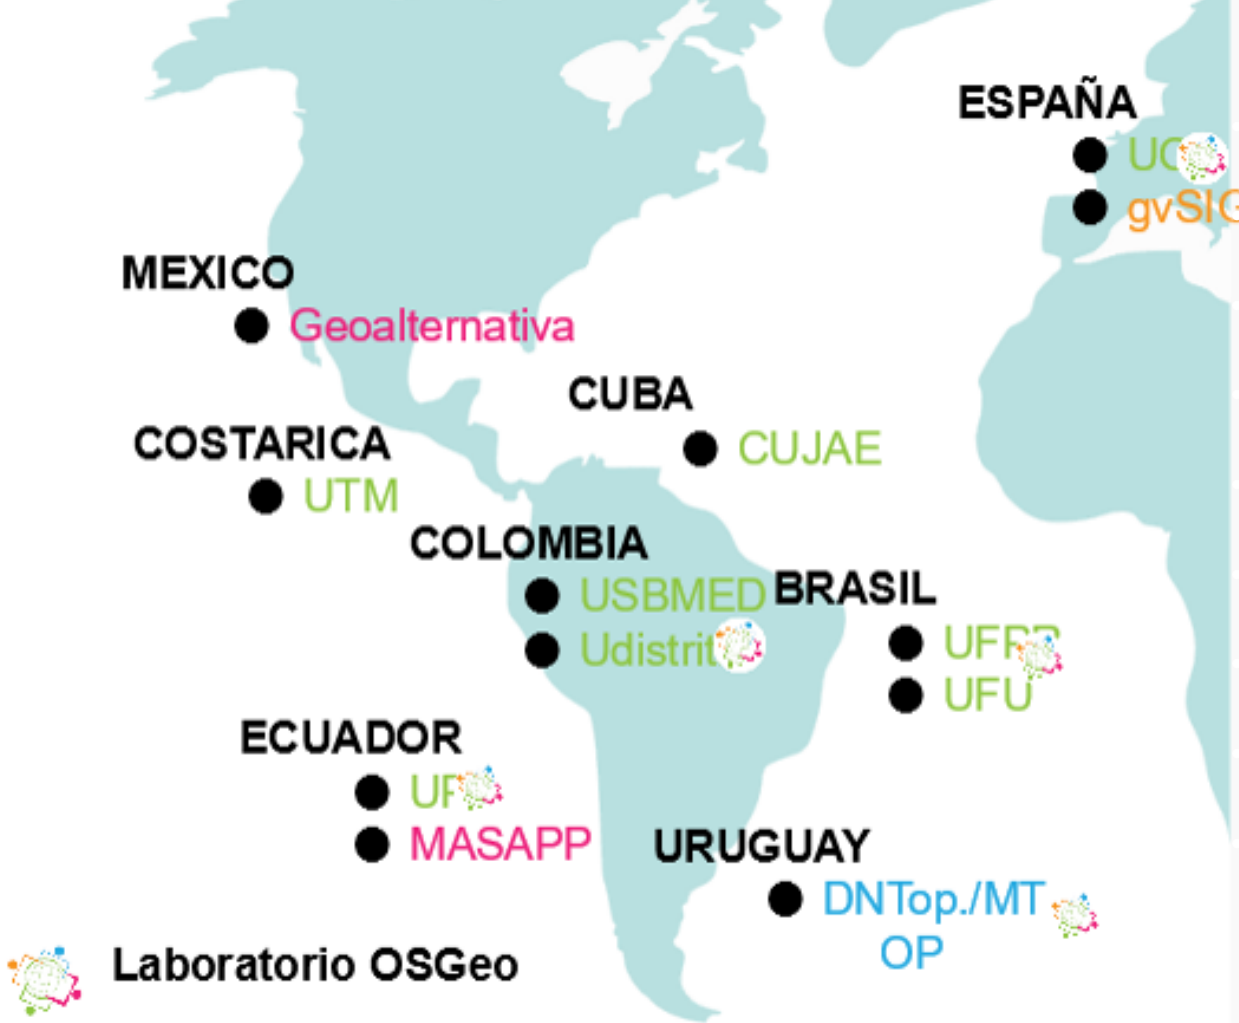 ESPAÑA
gvSIG
MEXICO
Geoalternativa
CUBA
CUJAE
COSTARICA
UTM
COLOMBIA
USBMED
BRASIL
UFU
ECUADOR
MASAPP
URUGUAY
DNTop./MT
OP
Laboratorio OSGeo